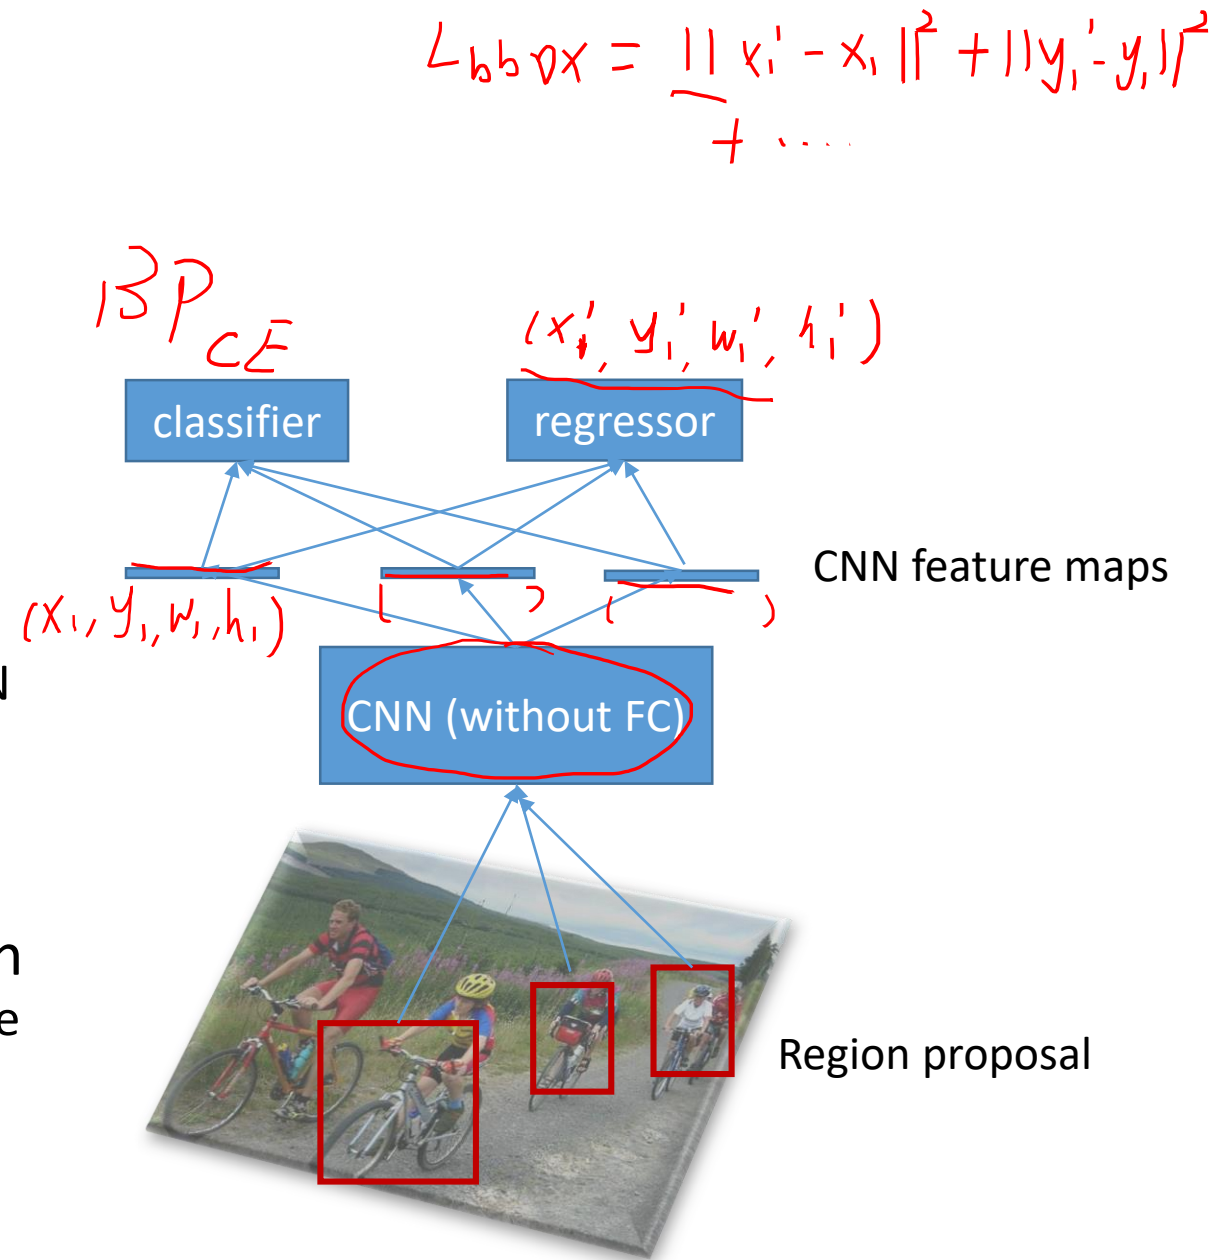 L_bbox = || x₁' - x₁ ||² + || y₁' - y₁ ||²
+ ....
BP
CE
(x₁', y₁', w₁', h₁')
classifier
regressor
CNN feature maps
(x₁, y₁, w₁, h₁)
( )
( )
CNN (without FC)
Region proposal